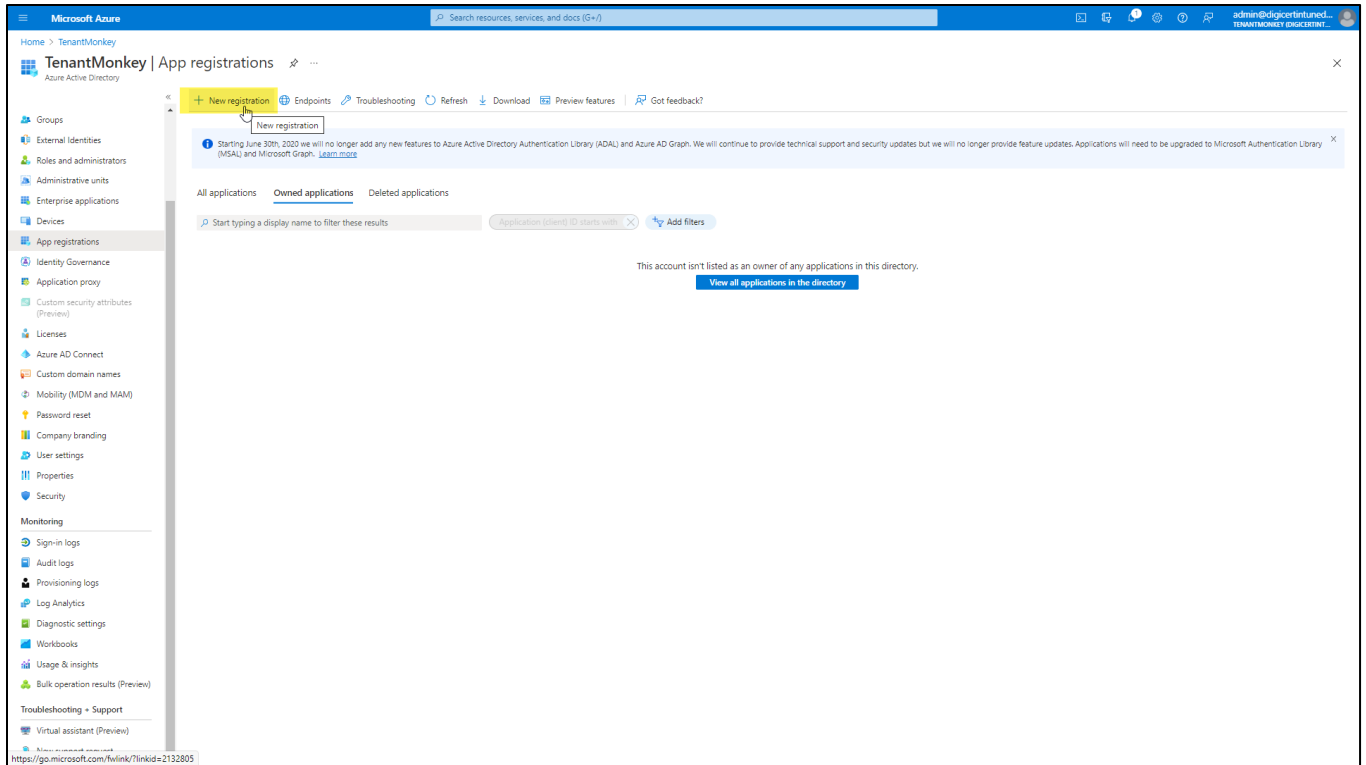 Microsoft Azure
Search resources, services, and docs (G+/)
1
admin@digicertintuned...
TENANTMONKEY (DIGICERTINT...
Home > TenantMonkey
TenantMonkey | App registrations
Azure Active Directory
New registration
Endpoints
Troubleshooting
Refresh
Download
Preview features
Got feedback?
New registration
Starting June 30th, 2020 we will no longer add any new features to Azure Active Directory Authentication Library (ADAL) and Azure AD Graph. We will continue to provide technical support and security updates but we will no longer provide feature updates. Applications will need to be upgraded to Microsoft Authentication Library
(MSAL) and Microsoft Graph. Learn more
All applications
Owned applications
Deleted applications
Start typing a display name to filter these results
Application (client) ID starts with
Add filters
This account isn't listed as an owner of any applications in this directory.
View all applications in the directory
Groups
External Identities
Roles and administrators
Administrative units
Enterprise applications
Devices
App registrations
Identity Governance
Application proxy
Custom security attributes
(Preview)
Licenses
Azure AD Connect
Custom domain names
Mobility (MDM and MAM)
Password reset
Company branding
User settings
Properties
Security
Monitoring
Sign-in logs
Audit logs
Provisioning logs
Log Analytics
Diagnostic settings
Workbooks
Usage & insights
Bulk operation results (Preview)
Troubleshooting + Support
Virtual assistant (Preview)
New support request
https://go.microsoft.com/fwlink/?linkid=2132805